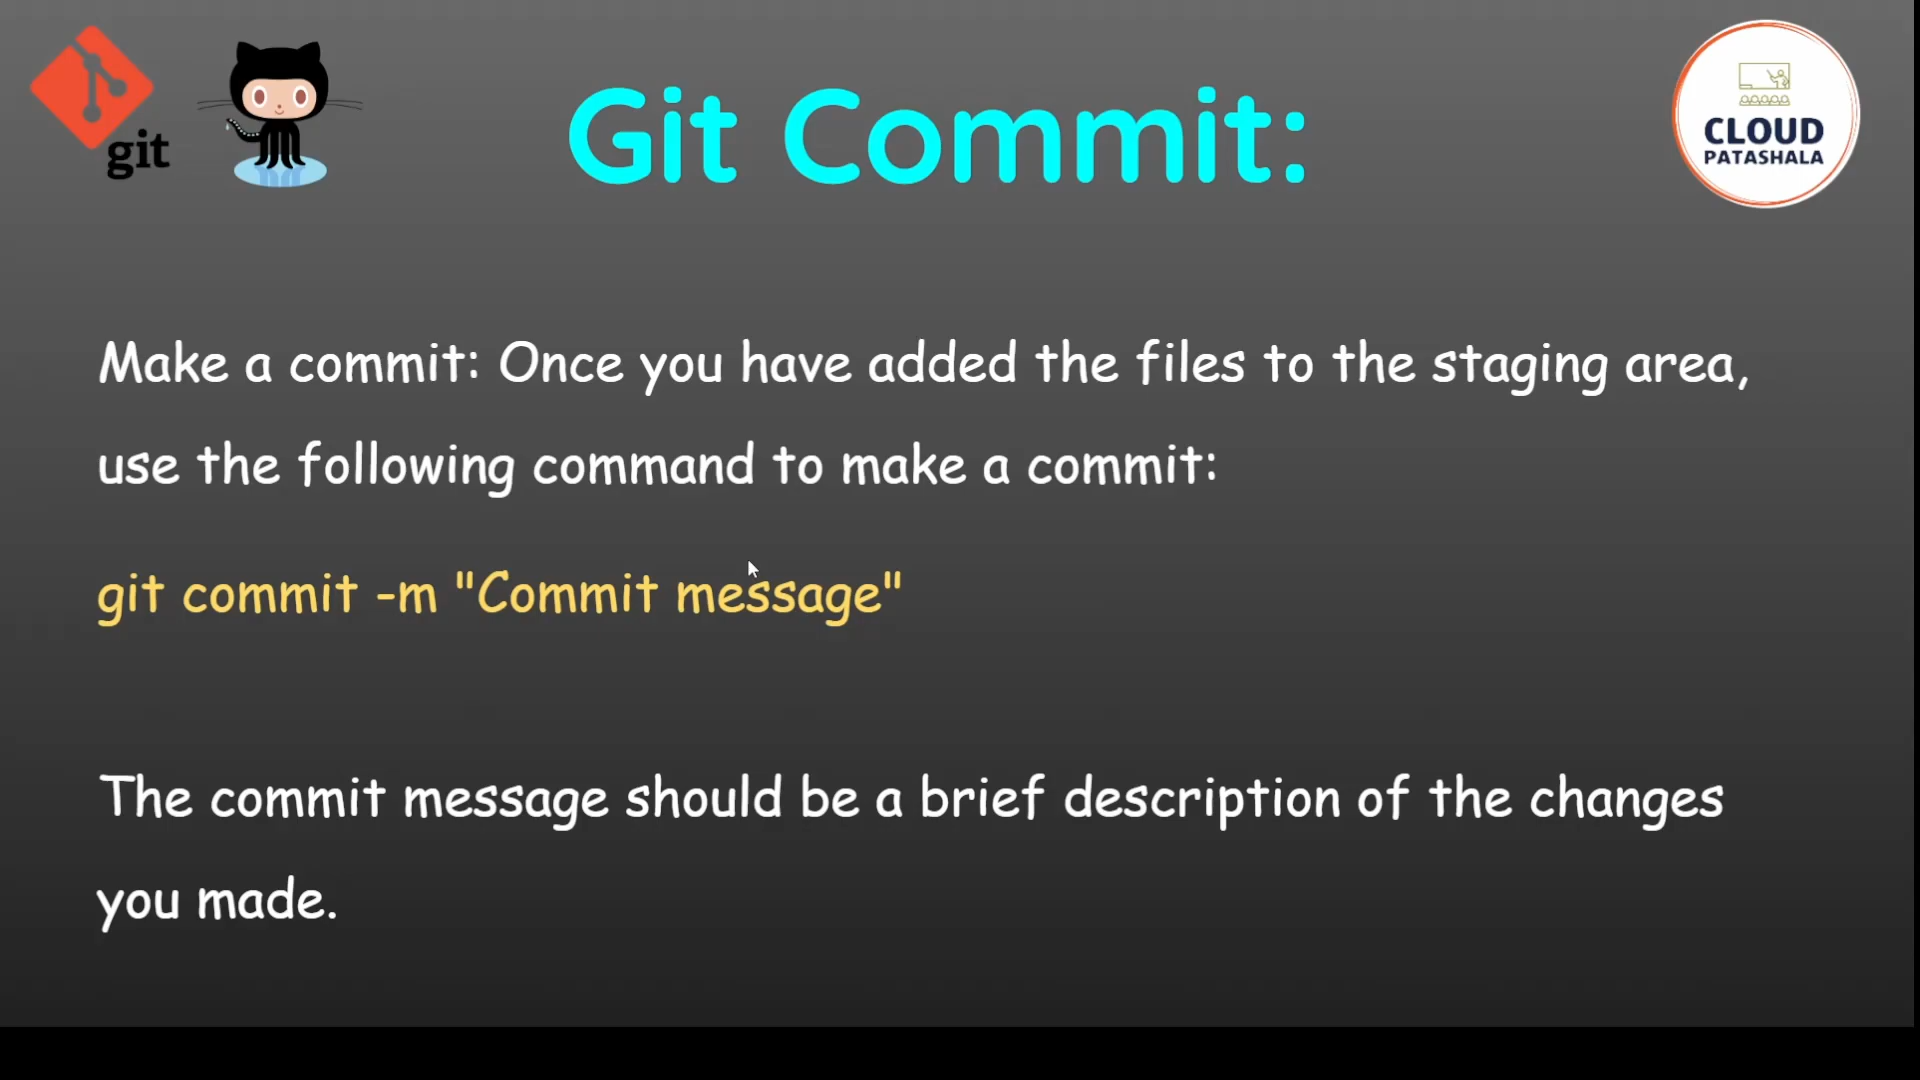 git
Git Commit:
CLOUD
PATASHALA
Make a commit: Once you have added the files to the staging area,
use the following command to make a commit:
git commit -m "Commit message"
The commit message should be a brief description of the changes
you made.